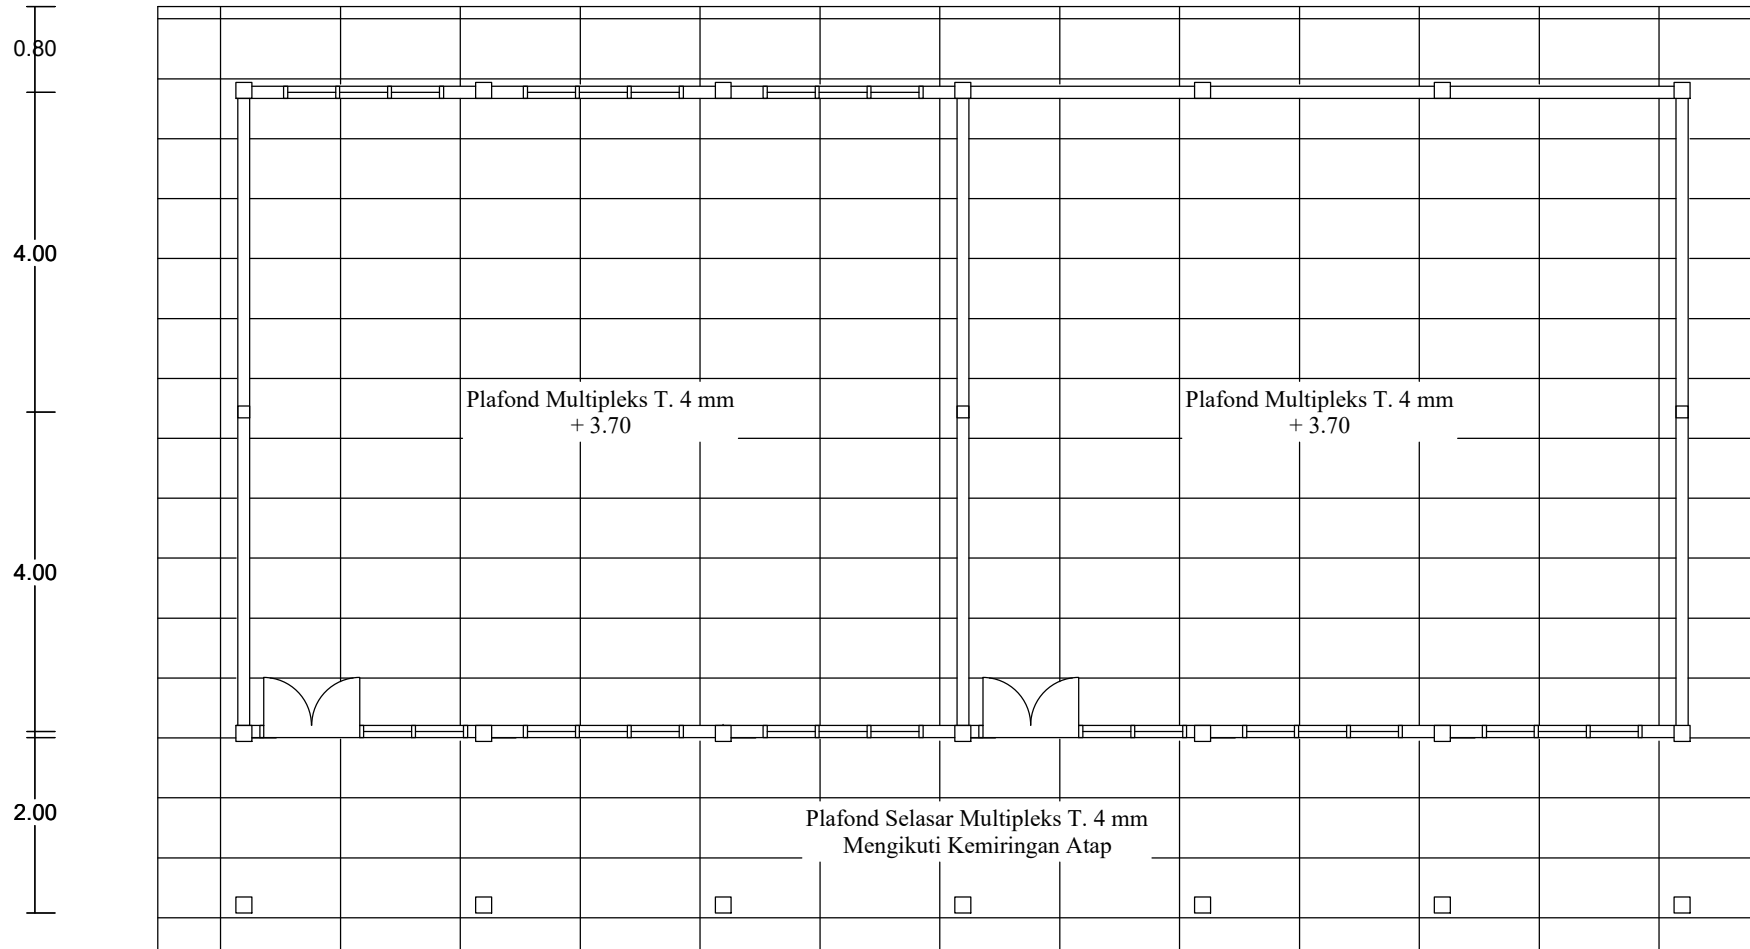 0.80
4.00
Plafond Multipleks T. 4 mm
+ 3.70
Plafond Multipleks T. 4 mm
+ 3.70
4.00
2.00
Plafond Selasar Multipleks T. 4 mm
Mengikuti Kemiringan Atap